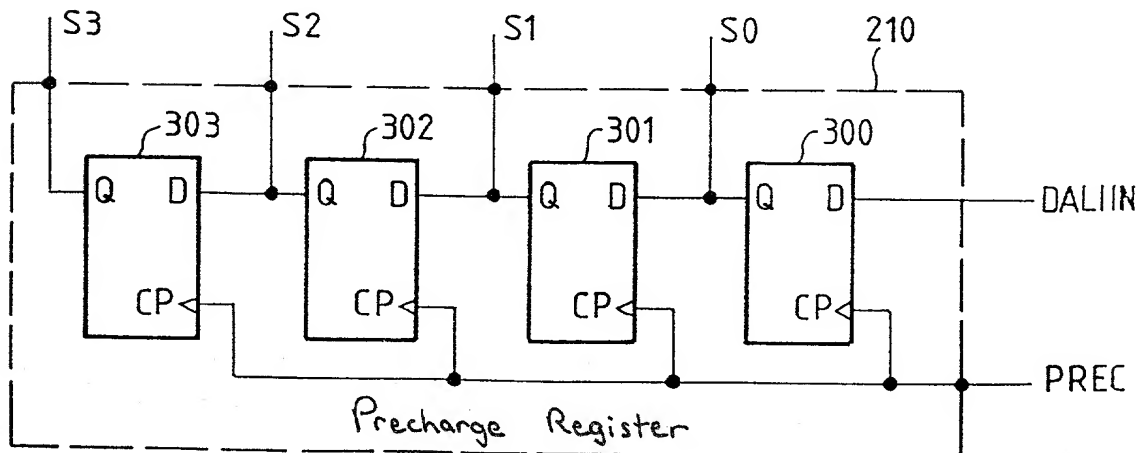 S3 S2 S1 S0 210
303 302 301 300
Q D Q D Q D Q D DALIIN
CP CP CP CP
PREC
Precharge Register